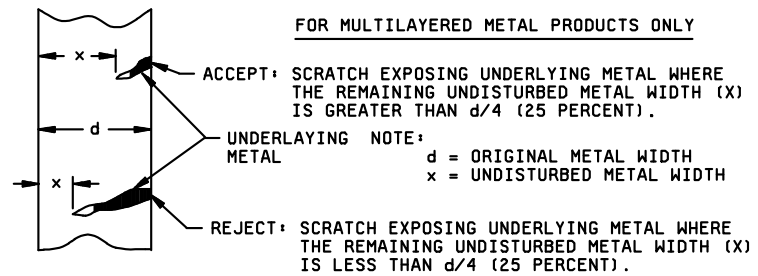 FOR MULTILAYERED METAL PRODUCTS ONLY
x
ACCEPT: SCRATCH EXPOSING UNDERLYING METAL WHERE
THE REMAINING UNDISTURBED METAL WIDTH (X)
IS GREATER THAN d/4 (25 PERCENT).
d
UNDERLAYING
METAL
NOTE:
d = ORIGINAL METAL WIDTH
x = UNDISTURBED METAL WIDTH
x
REJECT: SCRATCH EXPOSING UNDERLYING METAL WHERE
THE REMAINING UNDISTURBED METAL WIDTH (X)
IS LESS THAN d/4 (25 PERCENT).